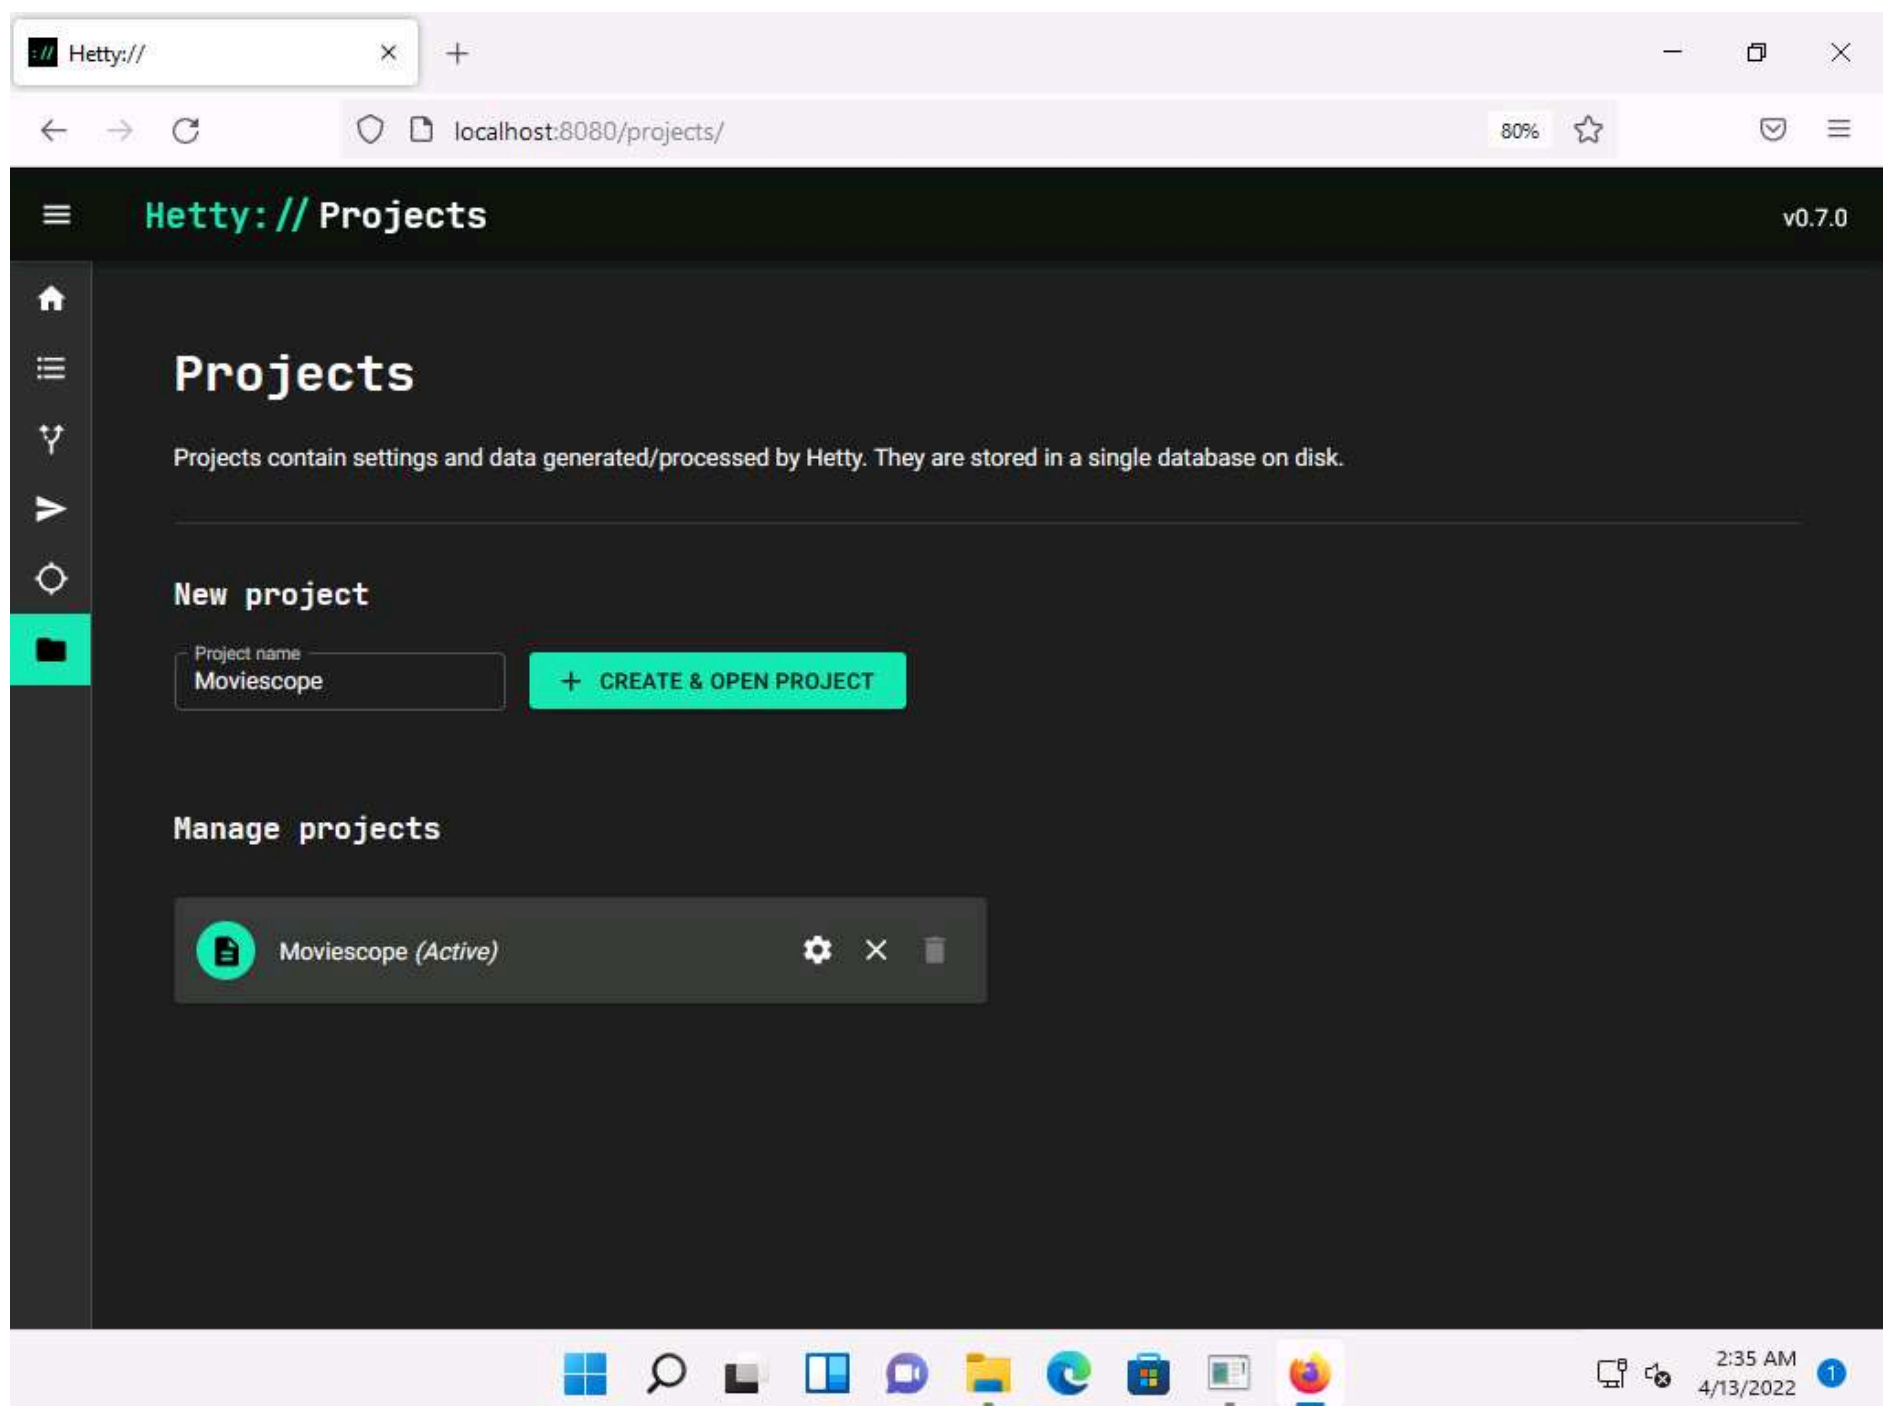 Hetty://
localhost:8080/projects/
80%
Hetty:// Projects
v0.7.0
Projects
Projects contain settings and data generated/processed by Hetty. They are stored in a single database on disk.
New project
Project name
Moviescope
+ CREATE & OPEN PROJECT
Manage projects
Moviescope (Active)
2:35 AM
4/13/2022
1